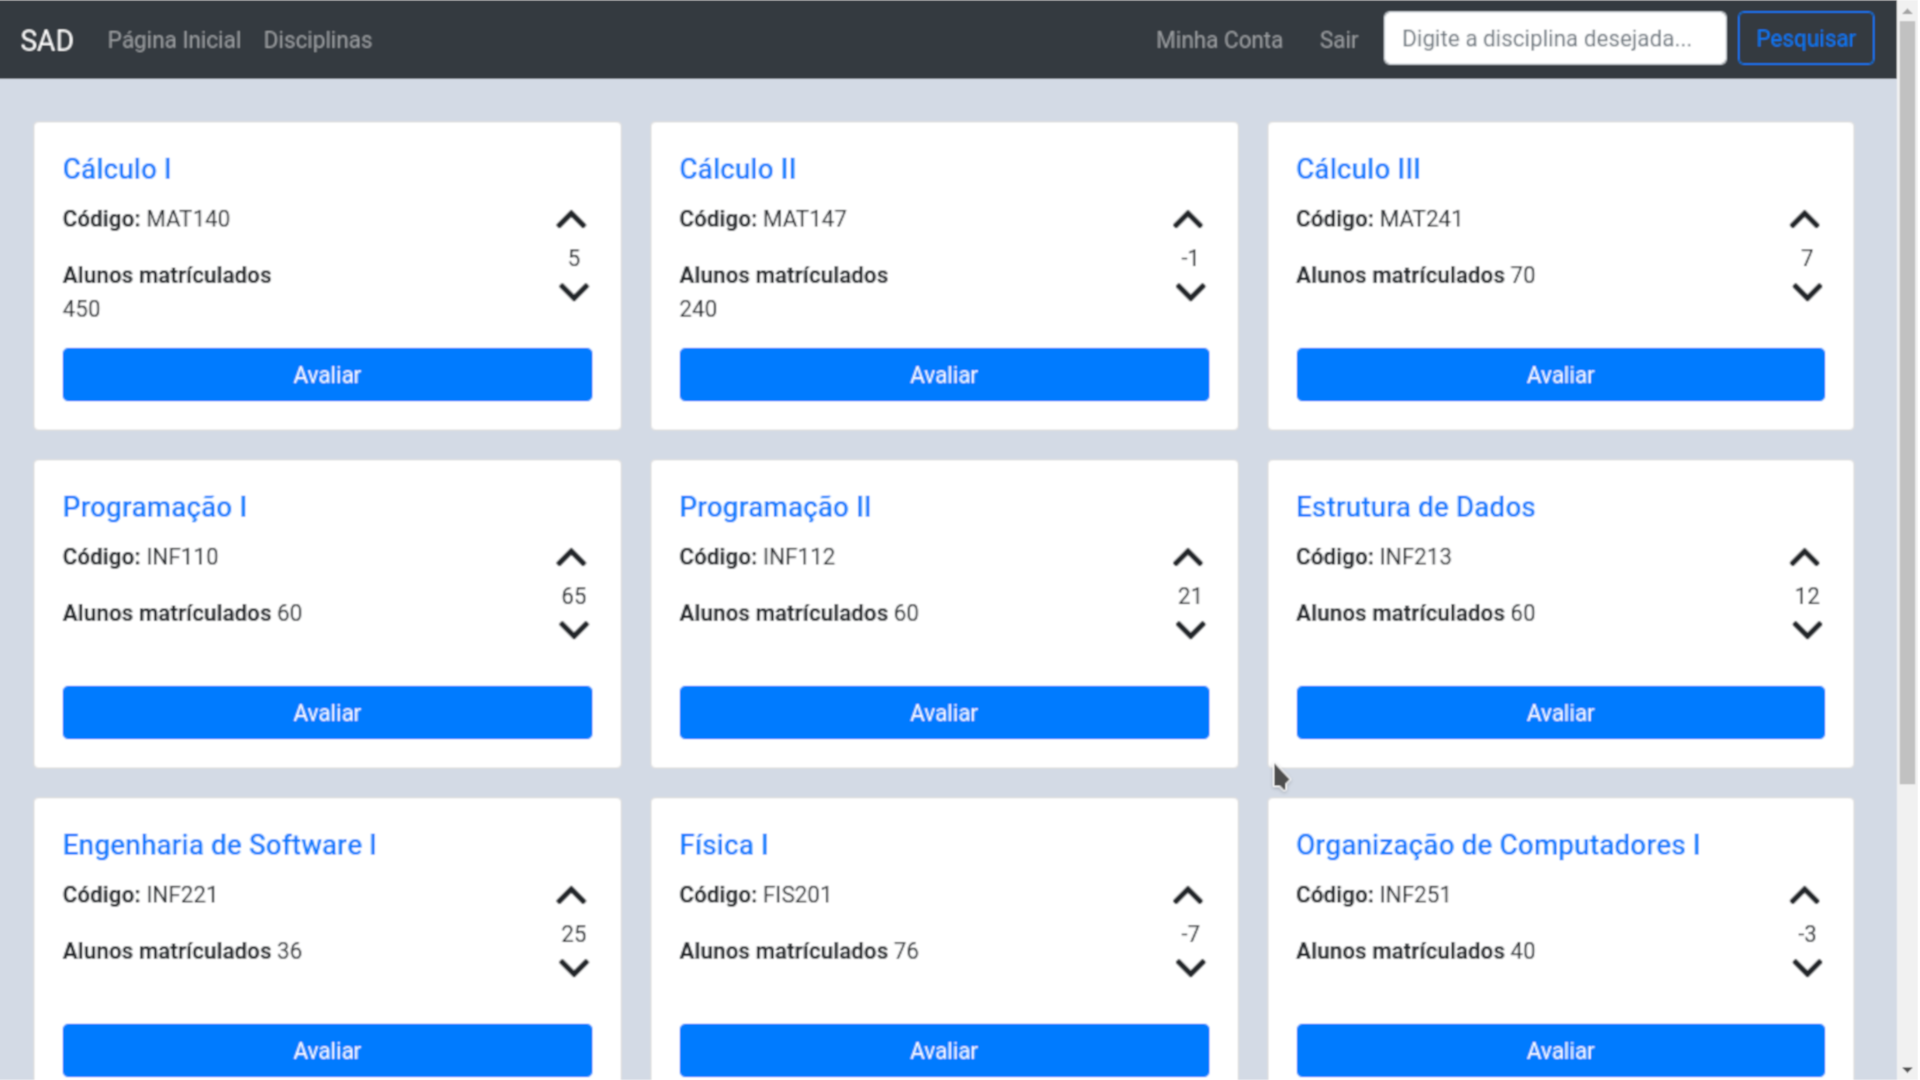 SAD Página Inicial Disciplinas Minha Conta Sair Digite a disciplina desejada... Pesquisar
Cálculo I
Código: MAT140
5
Alunos matrículados
450
Avaliar
Cálculo II
Código: MAT147
-1
Alunos matrículados
240
Avaliar
Cálculo III
Código: MAT241
7
Alunos matrículados 70
Avaliar
Programação I
Código: INF110
65
Alunos matrículados 60
Avaliar
Programação II
Código: INF112
21
Alunos matrículados 60
Avaliar
Estrutura de Dados
Código: INF213
12
Alunos matrículados 60
Avaliar
Engenharia de Software I
Código: INF221
25
Alunos matrículados 36
Avaliar
Física I
Código: FIS201
-7
Alunos matrículados 76
Avaliar
Organização de Computadores I
Código: INF251
-3
Alunos matrículados 40
Avaliar